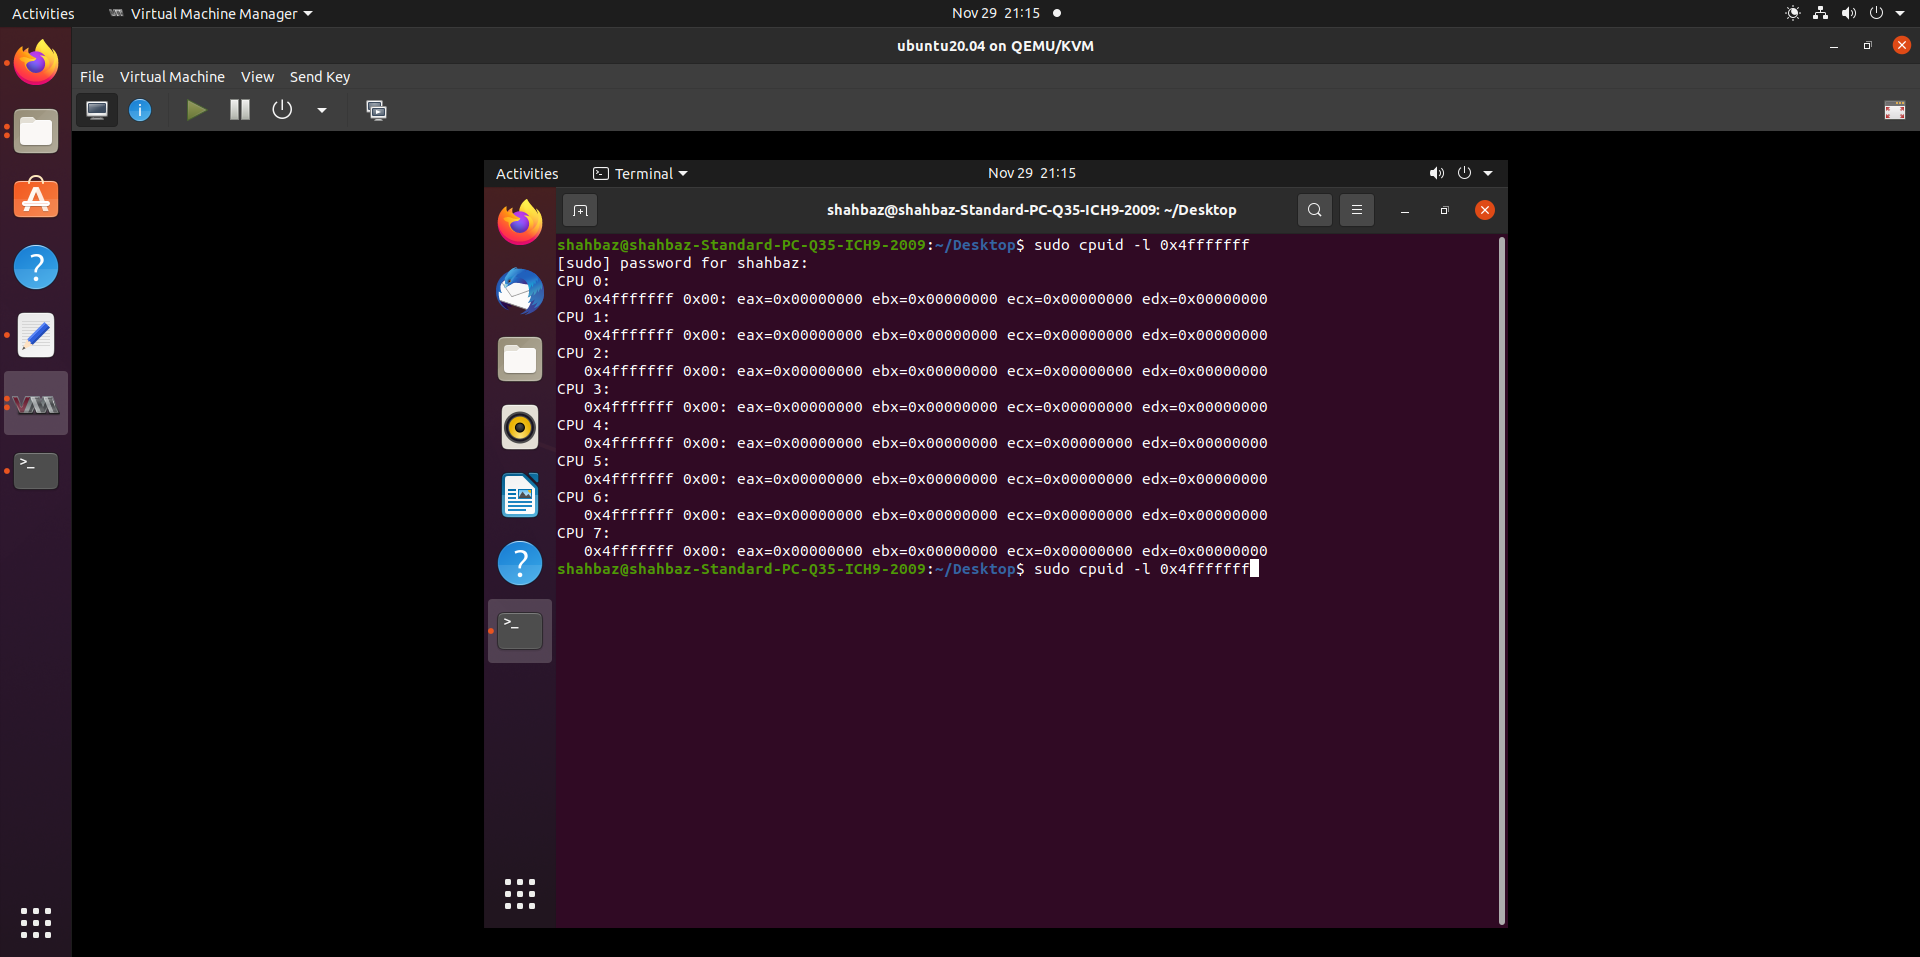 Activities Virtual Machine Manager Nov 29 21:15
ubuntu20.04 on QEMU/KVM
File Virtual Machine View Send Key
Activities Terminal Nov 29 21:15
shahbaz@shahbaz-Standard-PC-Q35-ICH9-2009: ~/Desktop
shahbaz@shahbaz-Standard-PC-Q35-ICH9-2009:~/Desktop$ sudo cpuid -l 0x4fffffff
[sudo] password for shahbaz:
CPU 0:
0x4fffffff 0x00: eax=0x00000000 ebx=0x00000000 ecx=0x00000000 edx=0x00000000
CPU 1:
0x4fffffff 0x00: eax=0x00000000 ebx=0x00000000 ecx=0x00000000 edx=0x00000000
CPU 2:
0x4fffffff 0x00: eax=0x00000000 ebx=0x00000000 ecx=0x00000000 edx=0x00000000
CPU 3:
0x4fffffff 0x00: eax=0x00000000 ebx=0x00000000 ecx=0x00000000 edx=0x00000000
CPU 4:
0x4fffffff 0x00: eax=0x00000000 ebx=0x00000000 ecx=0x00000000 edx=0x00000000
CPU 5:
0x4fffffff 0x00: eax=0x00000000 ebx=0x00000000 ecx=0x00000000 edx=0x00000000
CPU 6:
0x4fffffff 0x00: eax=0x00000000 ebx=0x00000000 ecx=0x00000000 edx=0x00000000
CPU 7:
0x4fffffff 0x00: eax=0x00000000 ebx=0x00000000 ecx=0x00000000 edx=0x00000000
shahbaz@shahbaz-Standard-PC-Q35-ICH9-2009:~/Desktop$ sudo cpuid -l 0x4fffffff